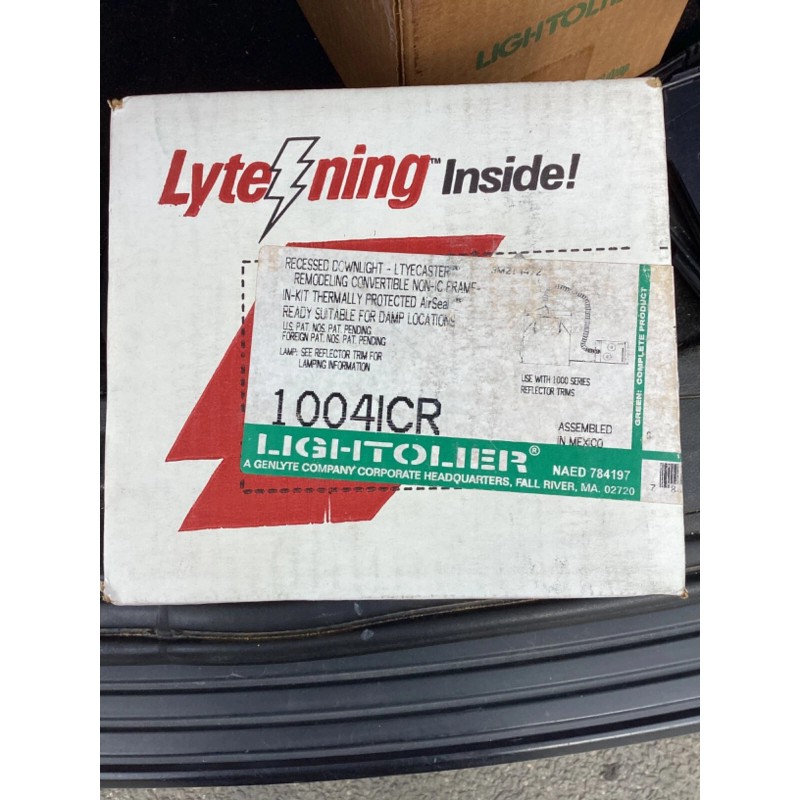 LIGHTOLIER
Lyte ning™ Inside!
RECESSED DOWNLIGHT - LTYECASTER
REMODELING CONVERTIBLE NON-IC FRAME-
IN-KIT THERMALLY PROTECTED AirSeal
READY SUITABLE FOR DAMP LOCATIONS
U.S. PAT. NOS. PAT. PENDING
FOREIGN PAT. NOS. PAT. PENDING
LAMP: SEE REFLECTOR TRIM FOR
LAMPING INFORMATION
USE WITH 1000 SERIES
REFLECTOR TRIMS
1004ICR
ASSEMBLED
IN MEXICO
GREEN: COMPLETE PRODUCT
LIGHTOLIER®
NAED 784197
A GENLYTE COMPANY CORPORATE HEADQUARTERS, FALL RIVER, MA. 02720